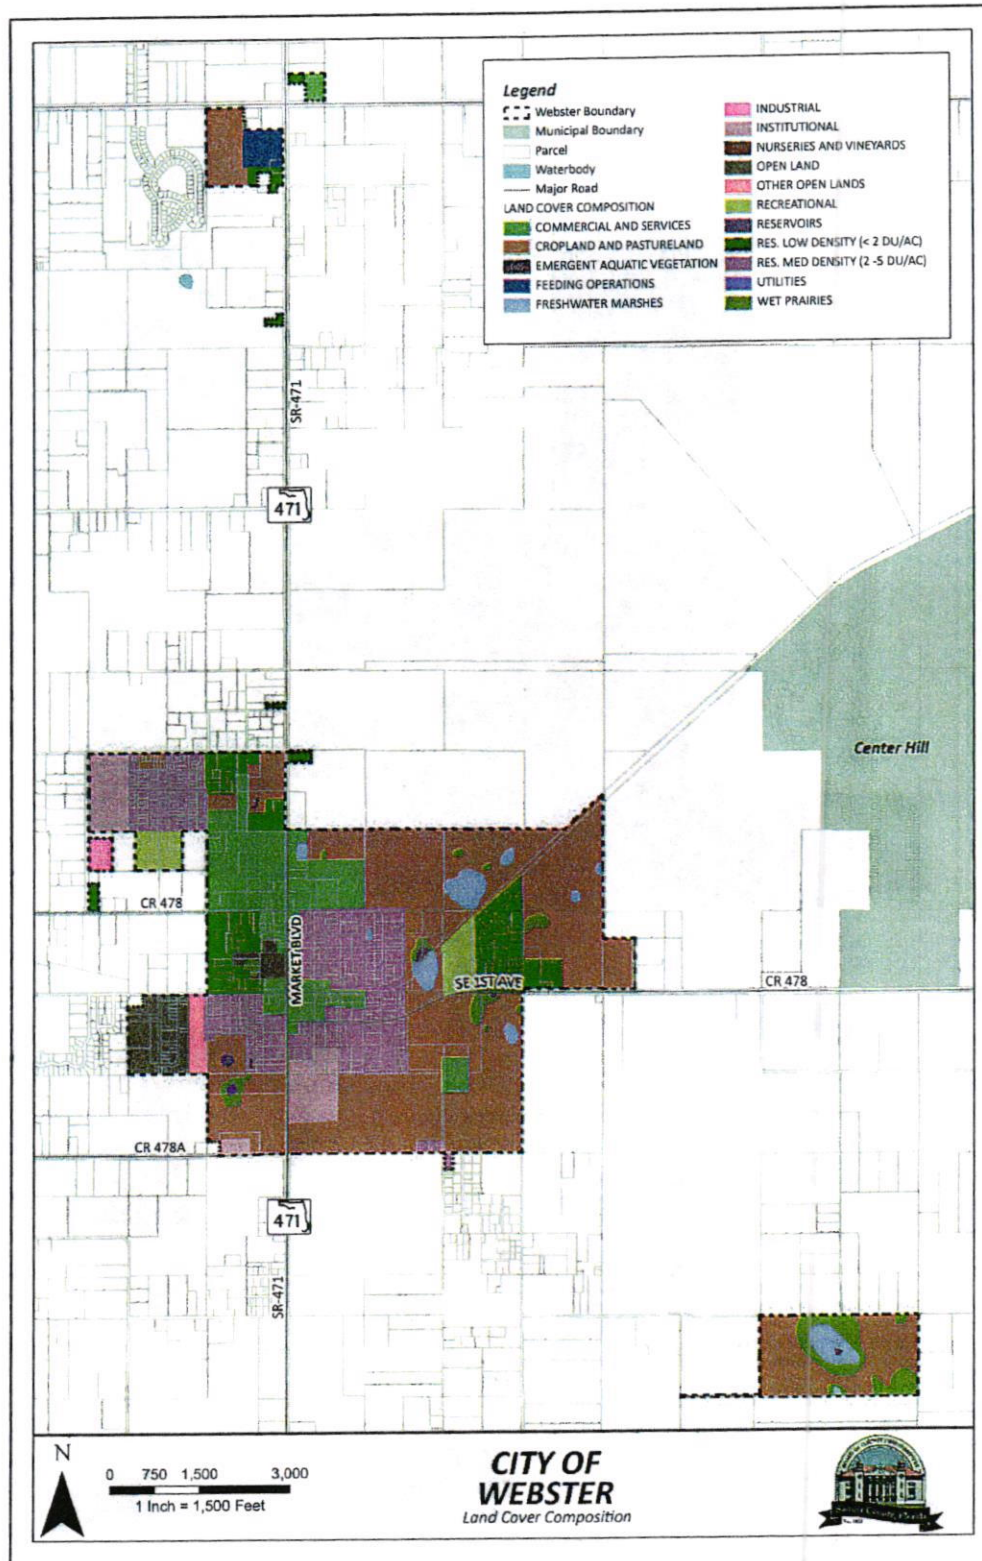 Legend
Webster Boundary
Municipal Boundary
Parcel
Waterbody
Major Road
LAND COVER COMPOSITION
COMMERCIAL AND SERVICES
CROPLAND AND PASTURELAND
EMERGENT AQUATIC VEGETATION
FEEDING OPERATIONS
FRESHWATER MARSHES
INDUSTRIAL
INSTITUTIONAL
NURSERIES AND VINEYARDS
OPEN LAND
OTHER OPEN LANDS
RECREATIONAL
RESERVOIRS
RES. LOW DENSITY (< 2 DU/AC)
RES. MED DENSITY (2 -5 DU/AC)
UTILITIES
WET PRAIRIES
SR-471
471
Center Hill
CR 478
MARKET BLVD
SE 1ST AVE
CR 478
CR 478A
471
SR-471
N
0 750 1,500 3,000
1 Inch = 1,500 Feet
CITY OF
WEBSTER
Land Cover Composition
Sumter County, Florida